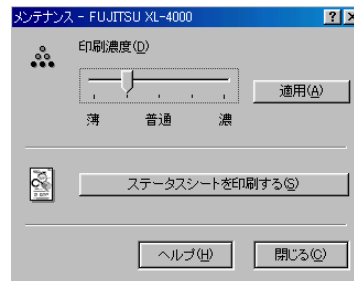 メンテナンス - FUJITSU XL-4000
印刷濃度(D)
適用(A)
薄 普通 濃
ステータスシートを印刷する(S)
ヘルプ(H) 閉じる(C)